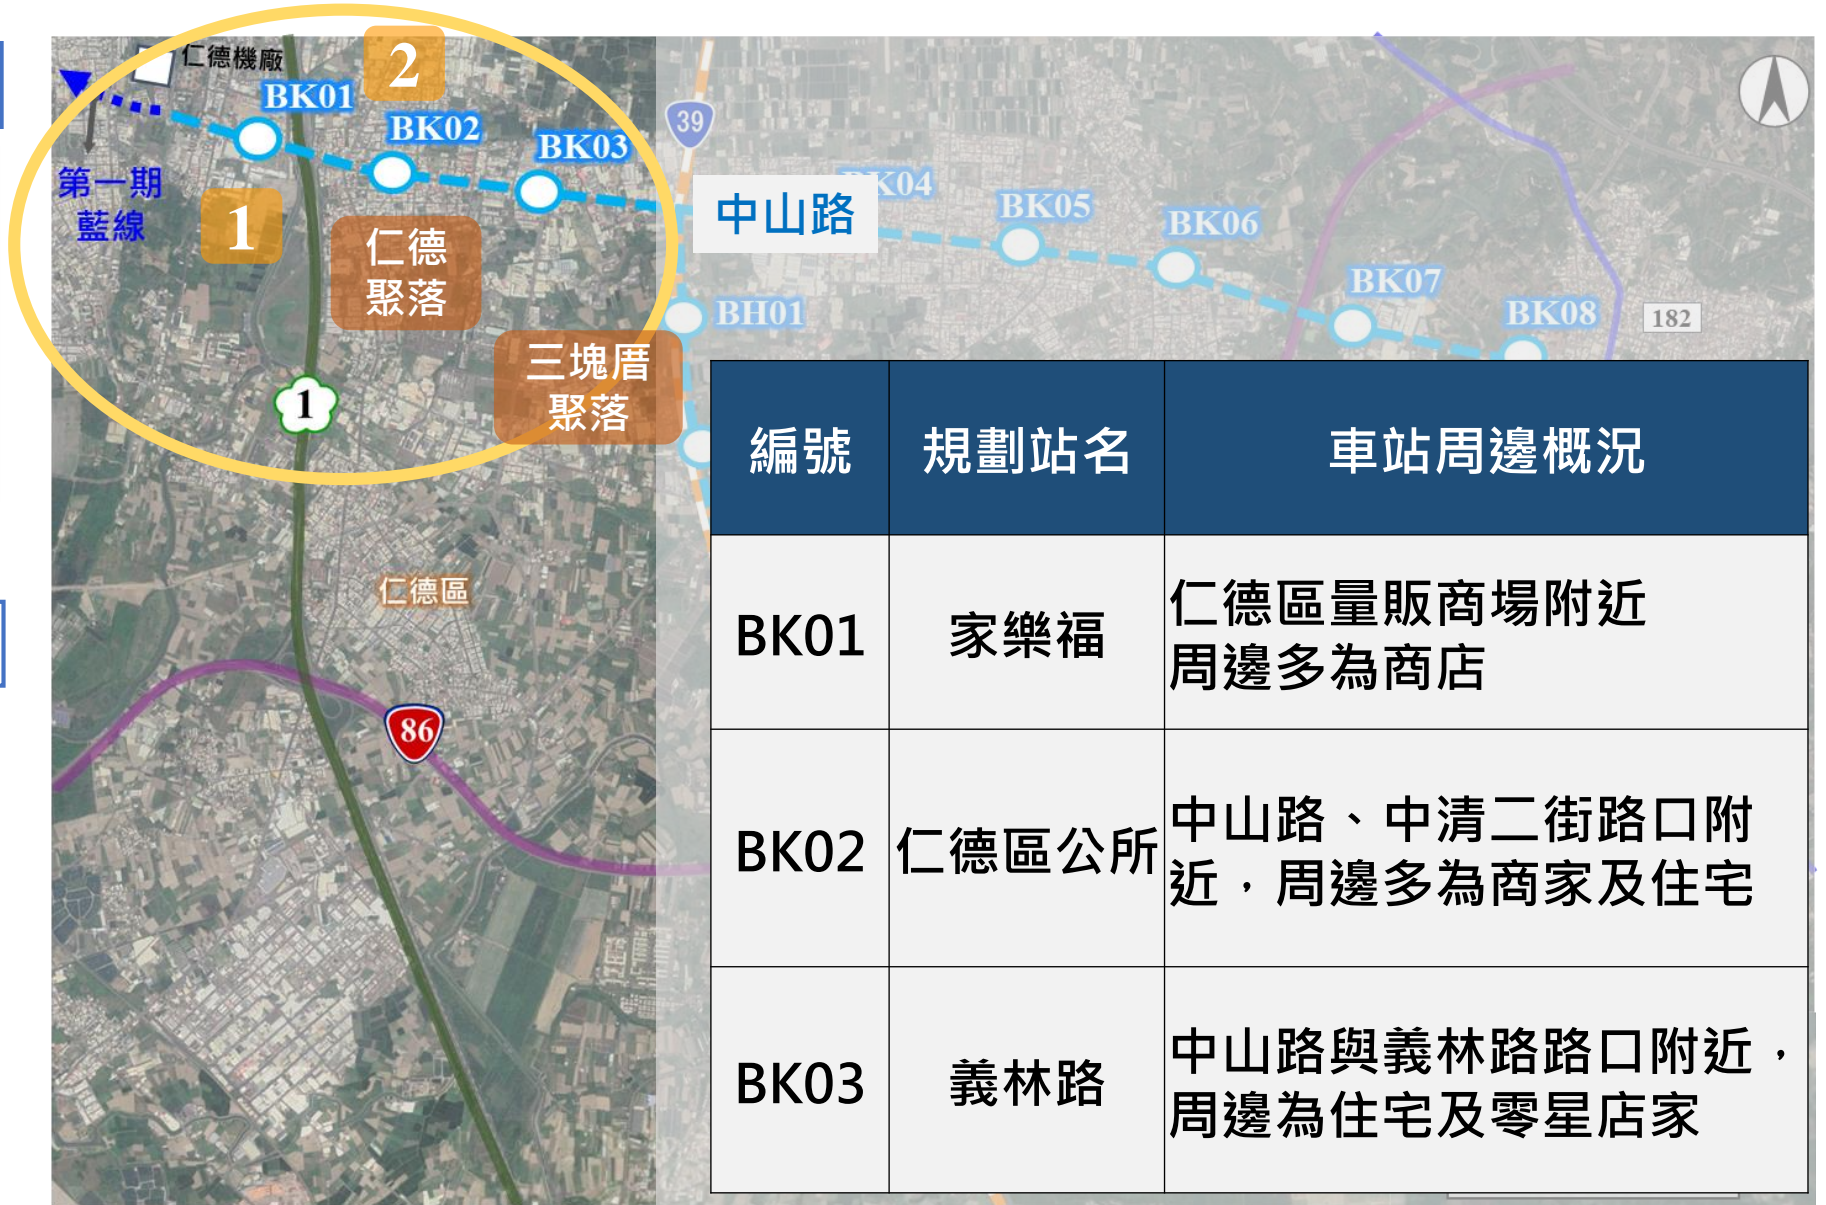 仁德機廠
2
BK01
BK02
BK03
39
第一期
藍線
1
仁德
聚落
中山路
K04
BK05
BK06
BK07
BK08
182
BH01
三塊厝
聚落
1
仁德區
86
編號 規劃站名 車站周邊概況
BK01 家樂福 仁德區量販商場附近
周邊多為商店
BK02 仁德區公所 中山路、中清二街路口附
近，周邊多為商家及住宅
BK03 義林路 中山路與義林路路口附近，
周邊為住宅及零星店家